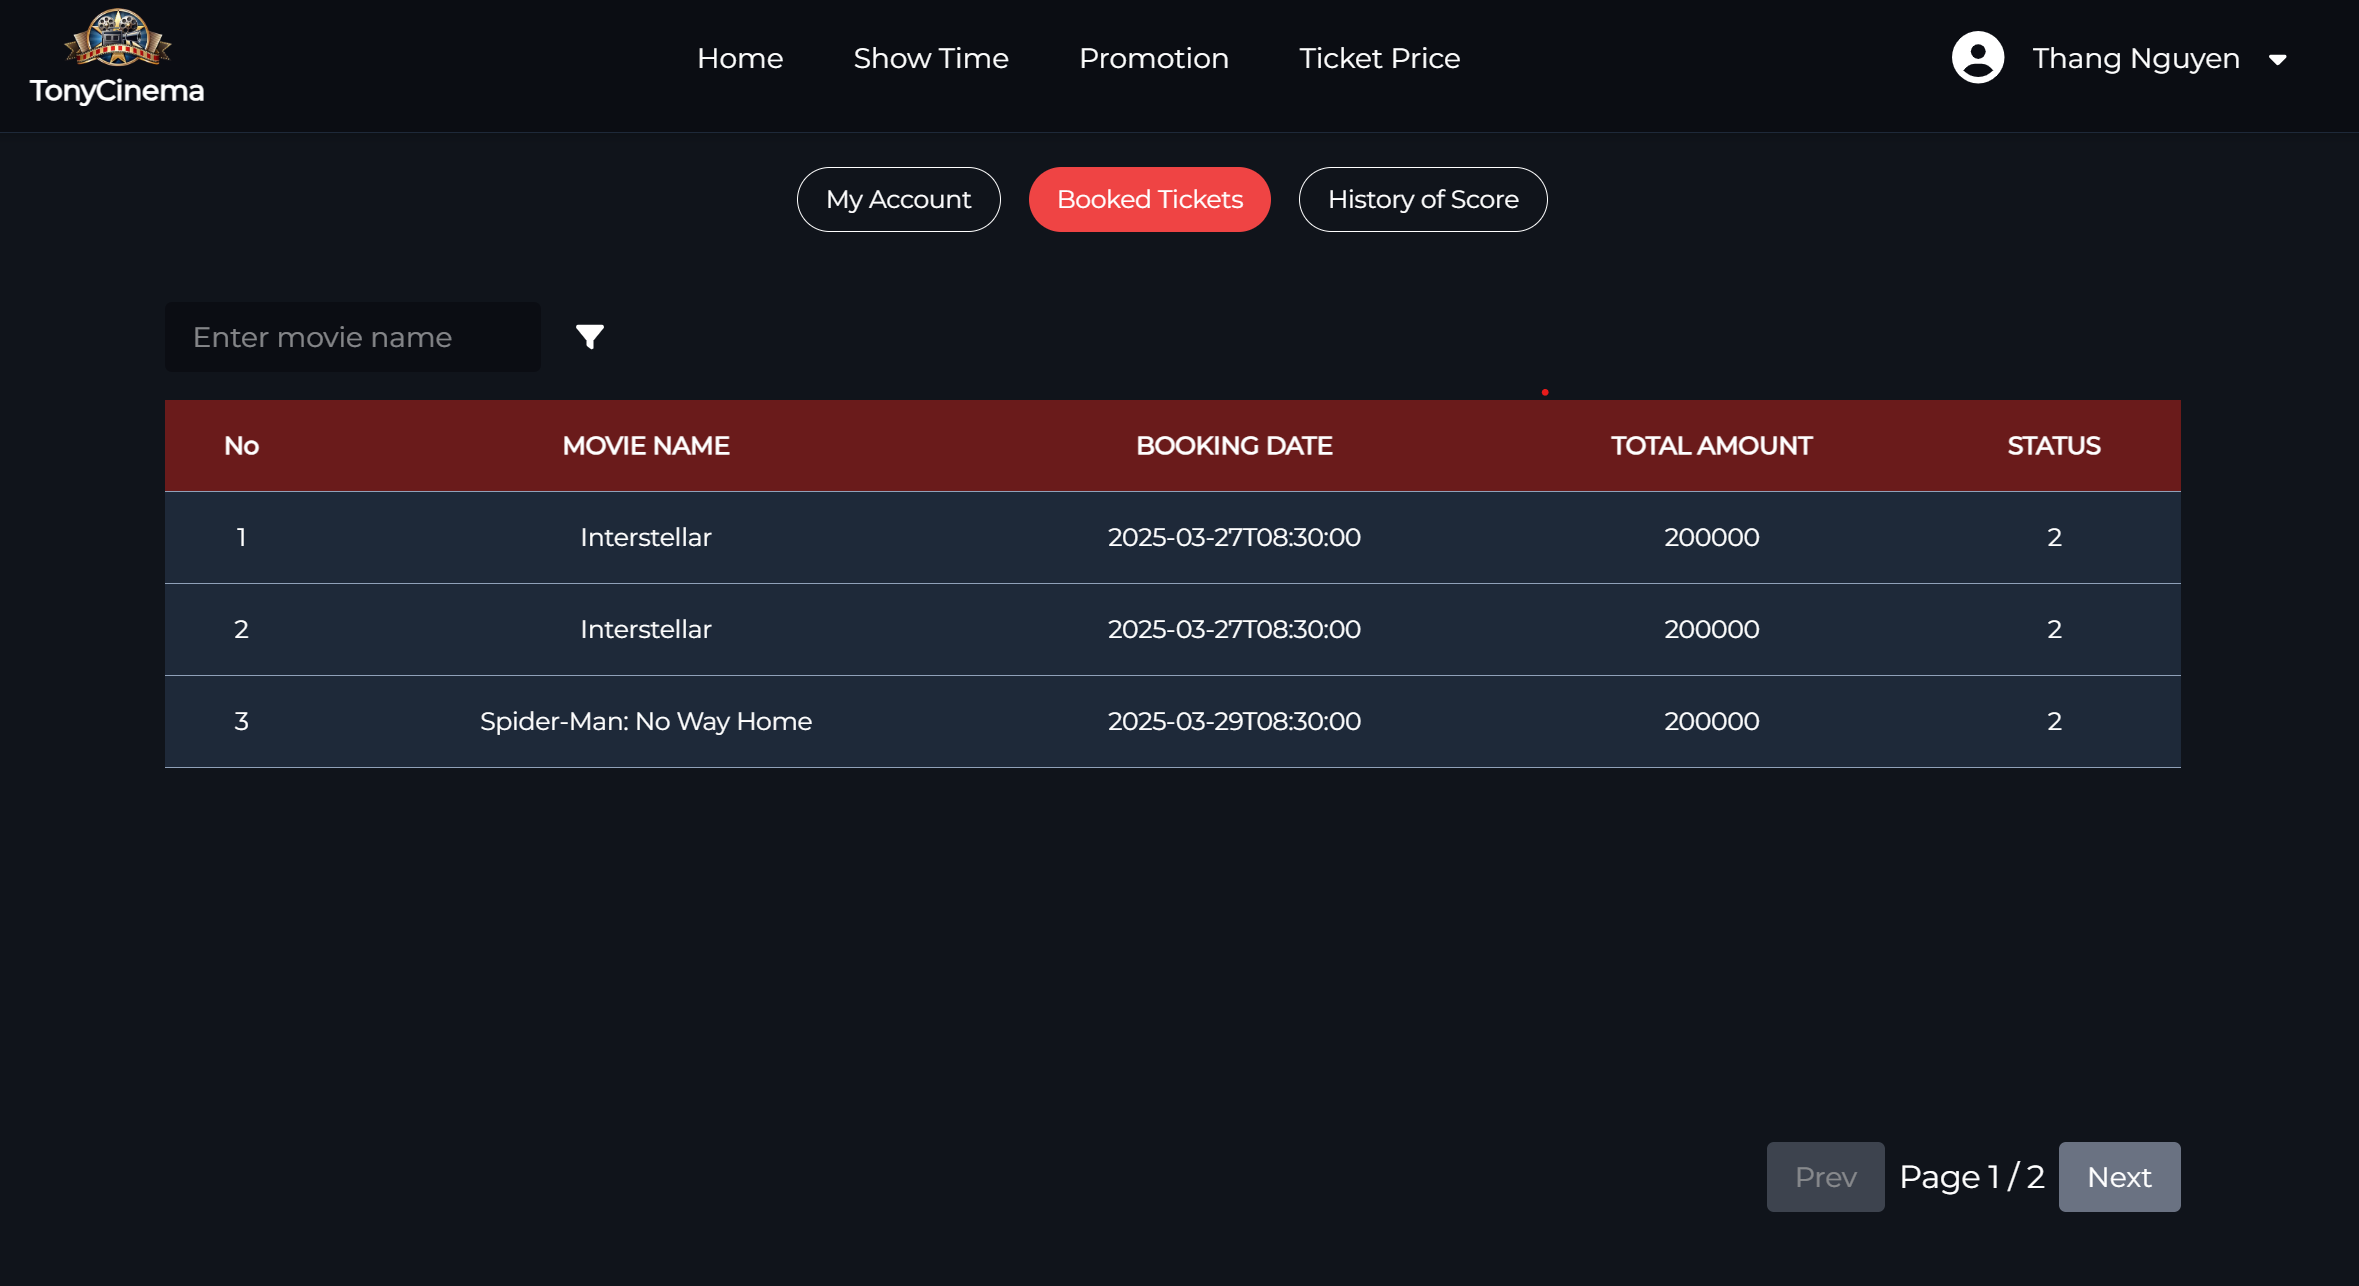 TonyCinema
Home Show Time Promotion Ticket Price
Thang Nguyen
My Account Booked Tickets History of Score
Enter movie name
No MOVIE NAME BOOKING DATE TOTAL AMOUNT STATUS
1 Interstellar 2025-03-27T08:30:00 200000 2
2 Interstellar 2025-03-27T08:30:00 200000 2
3 Spider-Man: No Way Home 2025-03-29T08:30:00 200000 2
Prev Page 1 / 2 Next